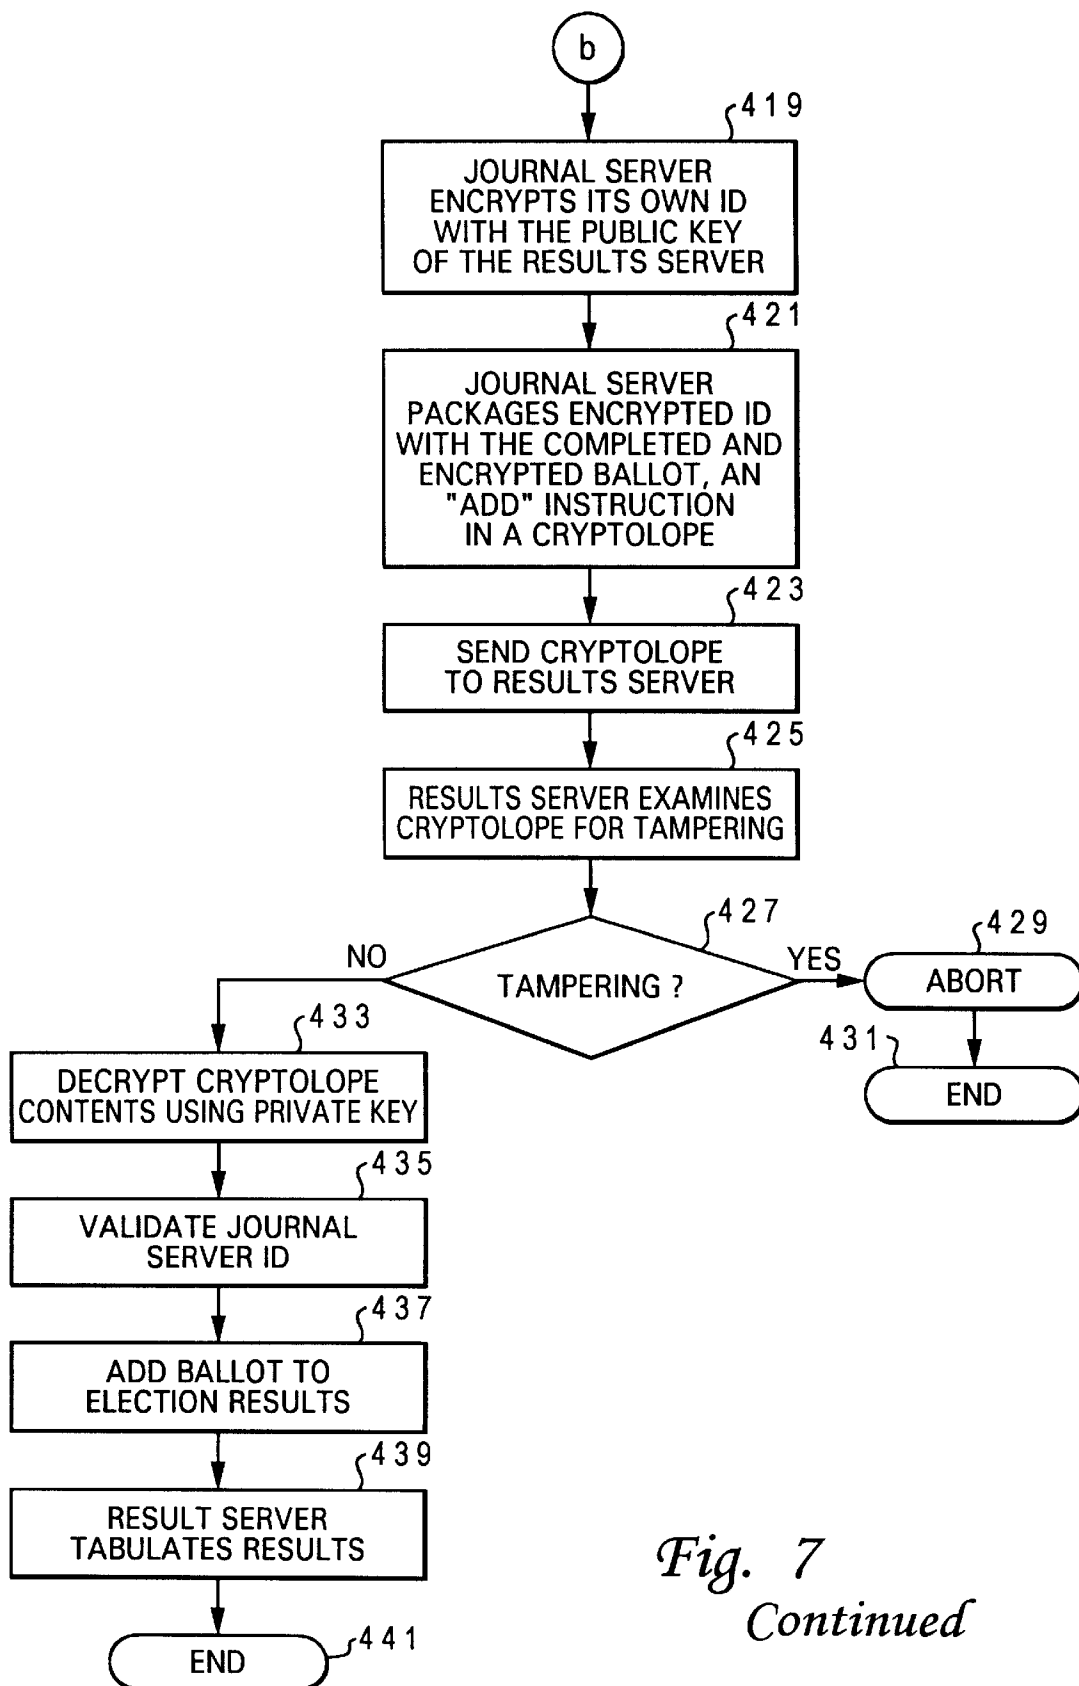 b
419
JOURNAL SERVER
ENCRYPTS ITS OWN ID
WITH THE PUBLIC KEY
OF THE RESULTS SERVER
421
JOURNAL SERVER
PACKAGES ENCRYPTED ID
WITH THE COMPLETED AND
ENCRYPTED BALLOT, AN
"ADD" INSTRUCTION
IN A CRYPTOLOPE
423
SEND CRYPTOLOPE
TO RESULTS SERVER
425
RESULTS SERVER EXAMINES
CRYPTOLOPE FOR TAMPERING
427
TAMPERING ?
NO
YES
429
ABORT
431
END
433
DECRYPT CRYPTOLOPE
CONTENTS USING PRIVATE KEY
435
VALIDATE JOURNAL
SERVER ID
437
ADD BALLOT TO
ELECTION RESULTS
439
RESULT SERVER
TABULATES RESULTS
441
END
Fig. 7
Continued